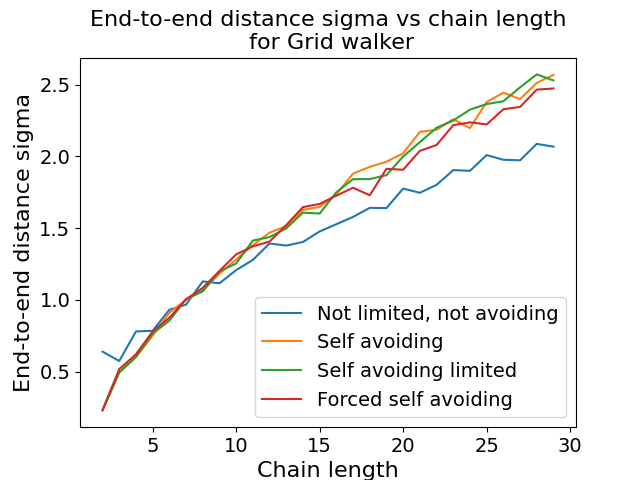 End-to-end distance sigma vs chain length
for Grid walker
End-to-end distance sigma
2.5
2.0
1.5
1.0
0.5
Not limited, not avoiding
Self avoiding
Self avoiding limited
Forced self avoiding
5 10 15 20 25 30
Chain length